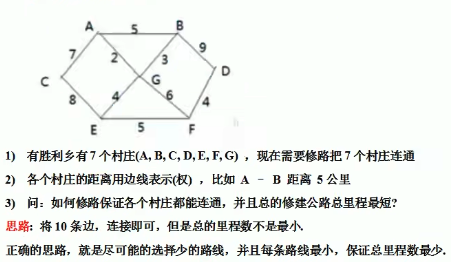 A 5 B
7 2 3 9
C G D
8 4 6 4
E 5 F
1) 有胜利乡有 7 个村庄(A, B, C, D, E, F, G) ，现在需要修路把 7 个村庄连通
2) 各个村庄的距离用边线表示(权) ，比如 A – B 距离 5 公里
3) 问：如何修路保证各个村庄都能连通，并且总的修建公路总里程最短?
思路: 将 10 条边，连接即可，但是总的里程数不是最小.
正确的思路，就是尽可能的选择少的路线，并且每条路线最小，保证总里程数最少.